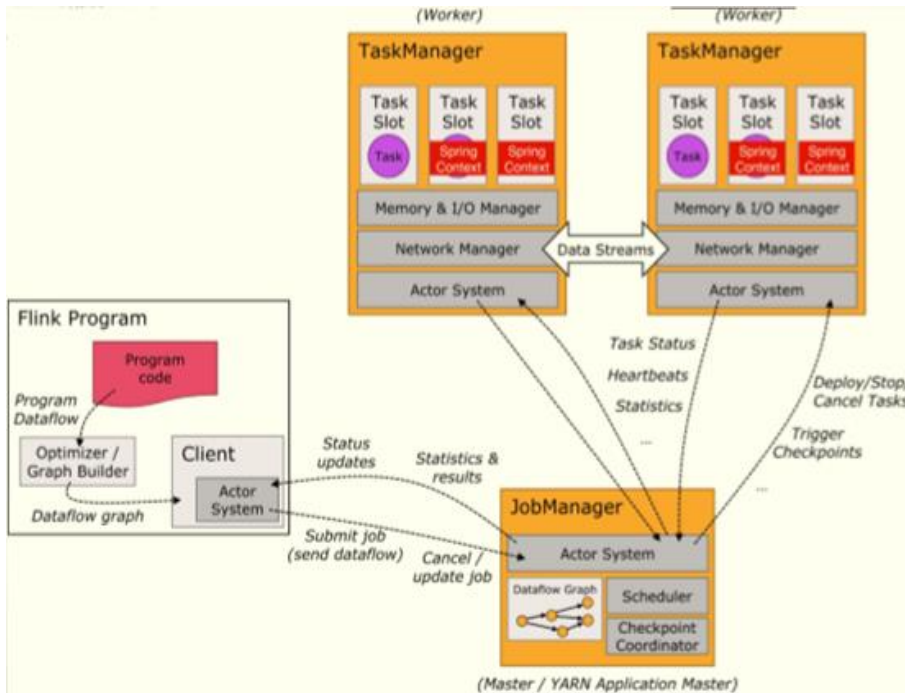 (Worker)
(Worker)
TaskManager
TaskManager
Task Slot
Task Slot
Task Slot
Task Slot
Task Slot
Task Slot
Task
Spring Context
Spring Context
Task
Spring Context
Spring Context
Memory & I/O Manager
Memory & I/O Manager
Network Manager
Data Streams
Network Manager
Actor System
Actor System
Flink Program
Program code
Program Dataflow
Optimizer / Graph Builder
Dataflow graph
Client
Actor System
Status updates
Statistics & results
Submit job (send dataflow)
Cancel / update job
Task Status
Heartbeats
Statistics
...
Deploy/Stop/ Cancel Tasks
Trigger Checkpoints
...
JobManager
Actor System
Dataflow Graph
Scheduler
Checkpoint Coordinator
(Master / YARN Application Master)